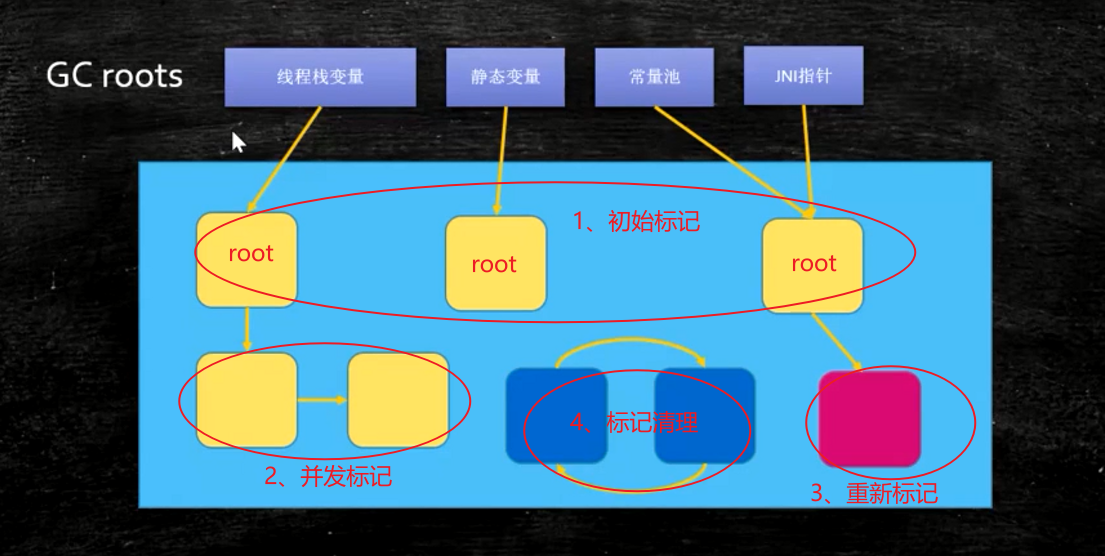 GC roots
线程栈变量
静态变量
常量池
JNI指针
1、初始标记
root
root
root
4、标记清理
2、并发标记
3、重新标记